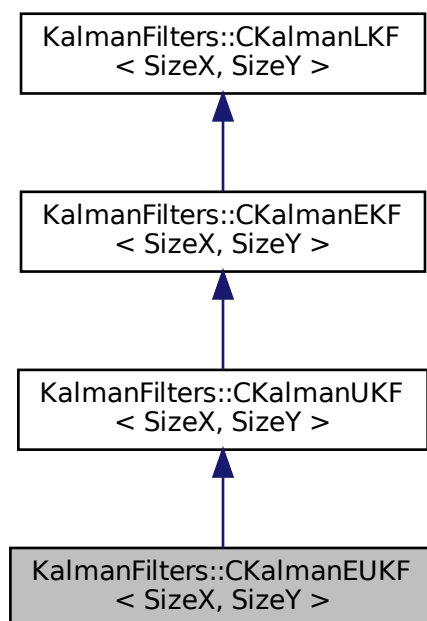 KalmanFilters::CKalmanLKF
< SizeX, SizeY >
KalmanFilters::CKalmanEKF
< SizeX, SizeY >
KalmanFilters::CKalmanUKF
< SizeX, SizeY >
KalmanFilters::CKalmanEUKF
< SizeX, SizeY >